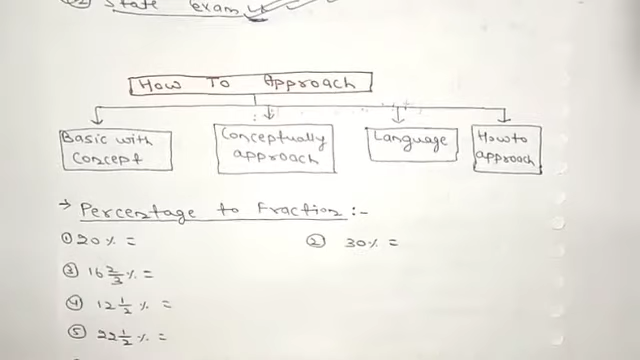 State exam
How To Approach
Basic with
concept
Conceptually
approach
Language
How to
approach
→ Percentage to Fraction :-
① 20% =
② 30% =
③ 16 2/3 % =
④ 12 1/2 % =
⑤ 22 1/2 % =